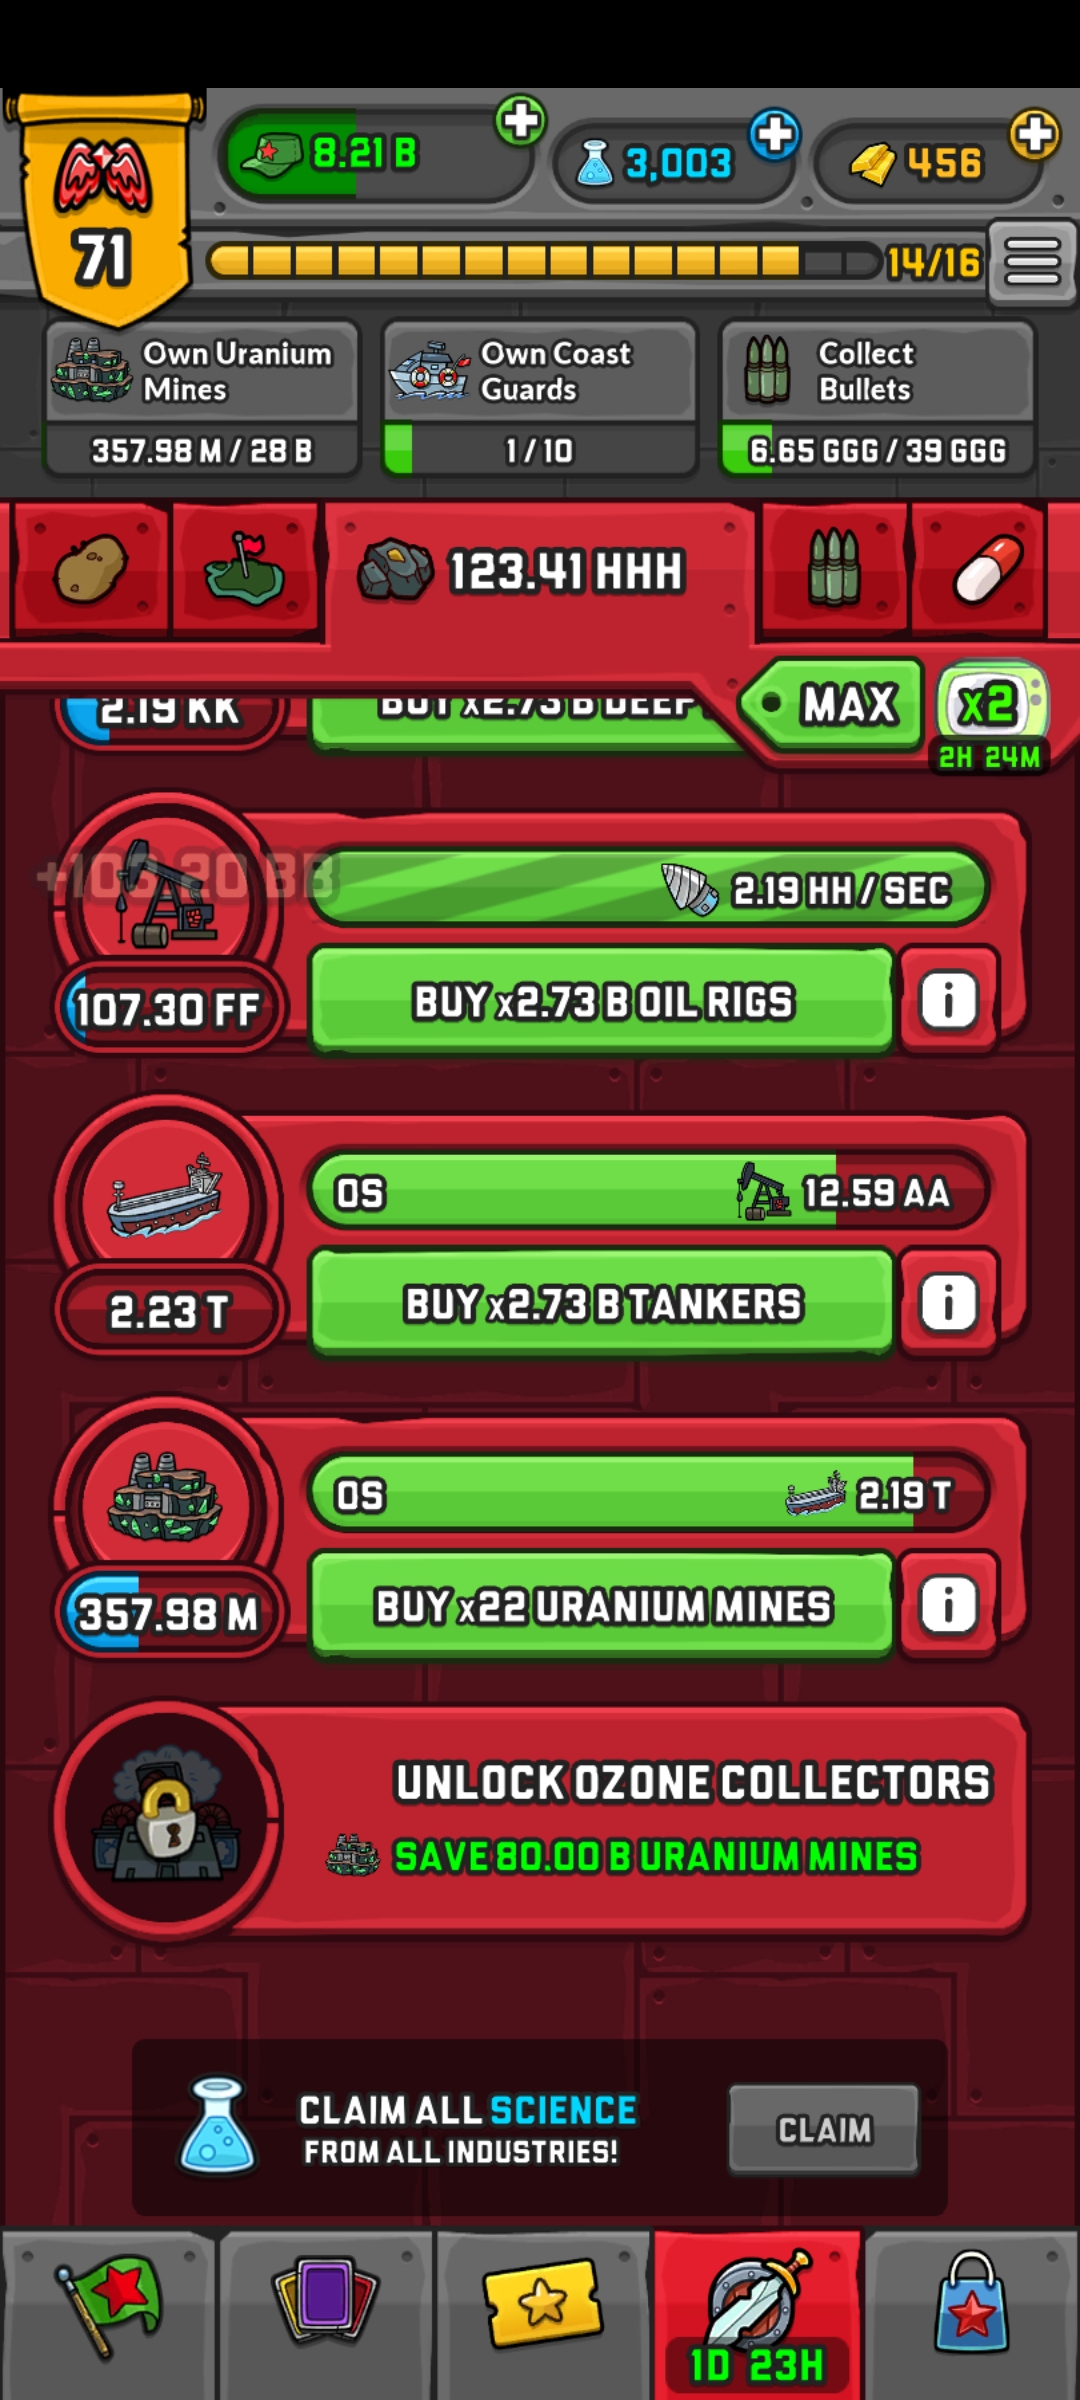 8.21 B
3,003
456
71
14/16
Own Uranium
Mines
357.98 M / 28 B
Own Coast
Guards
1 / 10
Collect
Bullets
6.65 GGG / 39 GGG
123.41 HHH
MAX
x2
2H 24M
2.19 KK
BUY x2.73 B DEEP
+103.20 BB
2.19 HH / SEC
107.30 FF
BUY x2.73 B OIL RIGS
i
0S
12.59 AA
2.23 T
BUY x2.73 B TANKERS
i
0S
2.19 T
357.98 M
BUY x22 URANIUM MINES
i
UNLOCK OZONE COLLECTORS
SAVE 80.00 B URANIUM MINES
CLAIM ALL SCIENCE
FROM ALL INDUSTRIES!
CLAIM
1D 23H